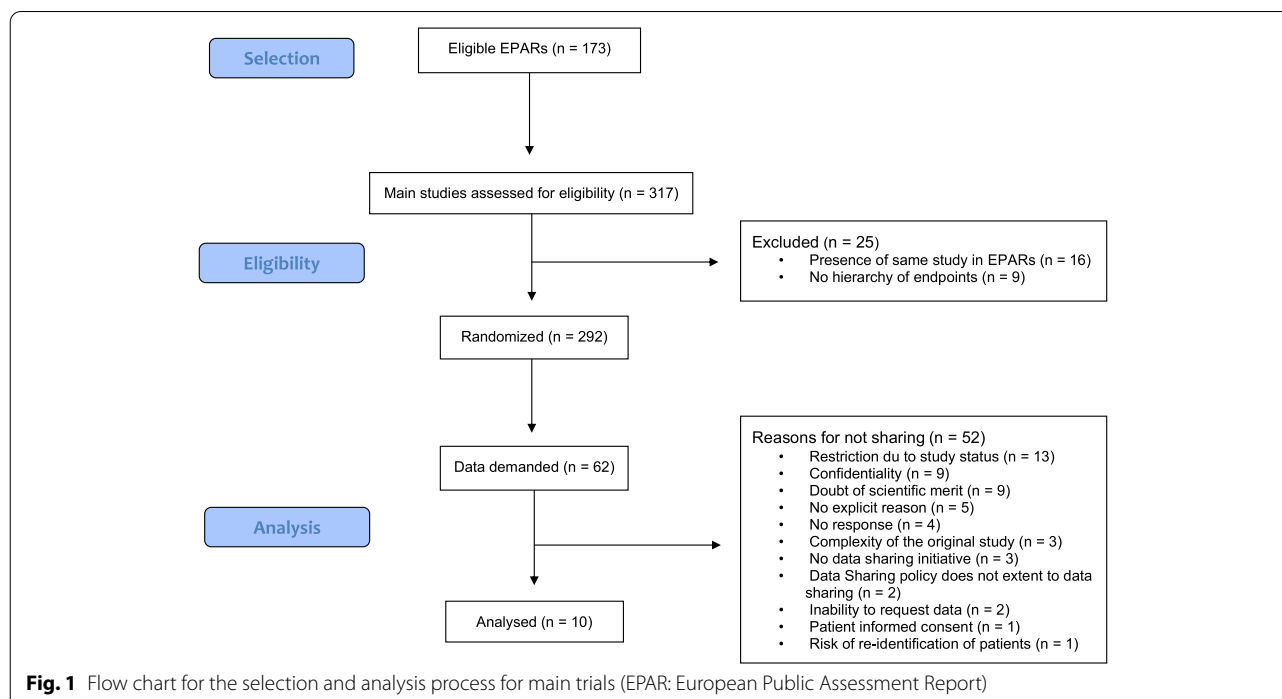 Selection
Eligible EPARs (n = 173)
Main studies assessed for eligibility (n = 317)
Eligibility
Excluded (n = 25)
• Presence of same study in EPARs (n = 16)
• No hierarchy of endpoints (n = 9)
Randomized (n = 292)
Data demanded (n = 62)
Reasons for not sharing (n = 52)
• Restriction du to study status (n = 13)
• Confidentiality (n = 9)
• Doubt of scientific merit (n = 9)
• No explicit reason (n = 5)
• No response (n = 4)
• Complexity of the original study (n = 3)
• No data sharing initiative (n = 3)
• Data Sharing policy does not extent to data
sharing (n = 2)
• Inability to request data (n = 2)
• Patient informed consent (n = 1)
• Risk of re-identification of patients (n = 1)
Analysis
Analysed (n = 10)
Fig. 1 Flow chart for the selection and analysis process for main trials (EPAR: European Public Assessment Report)